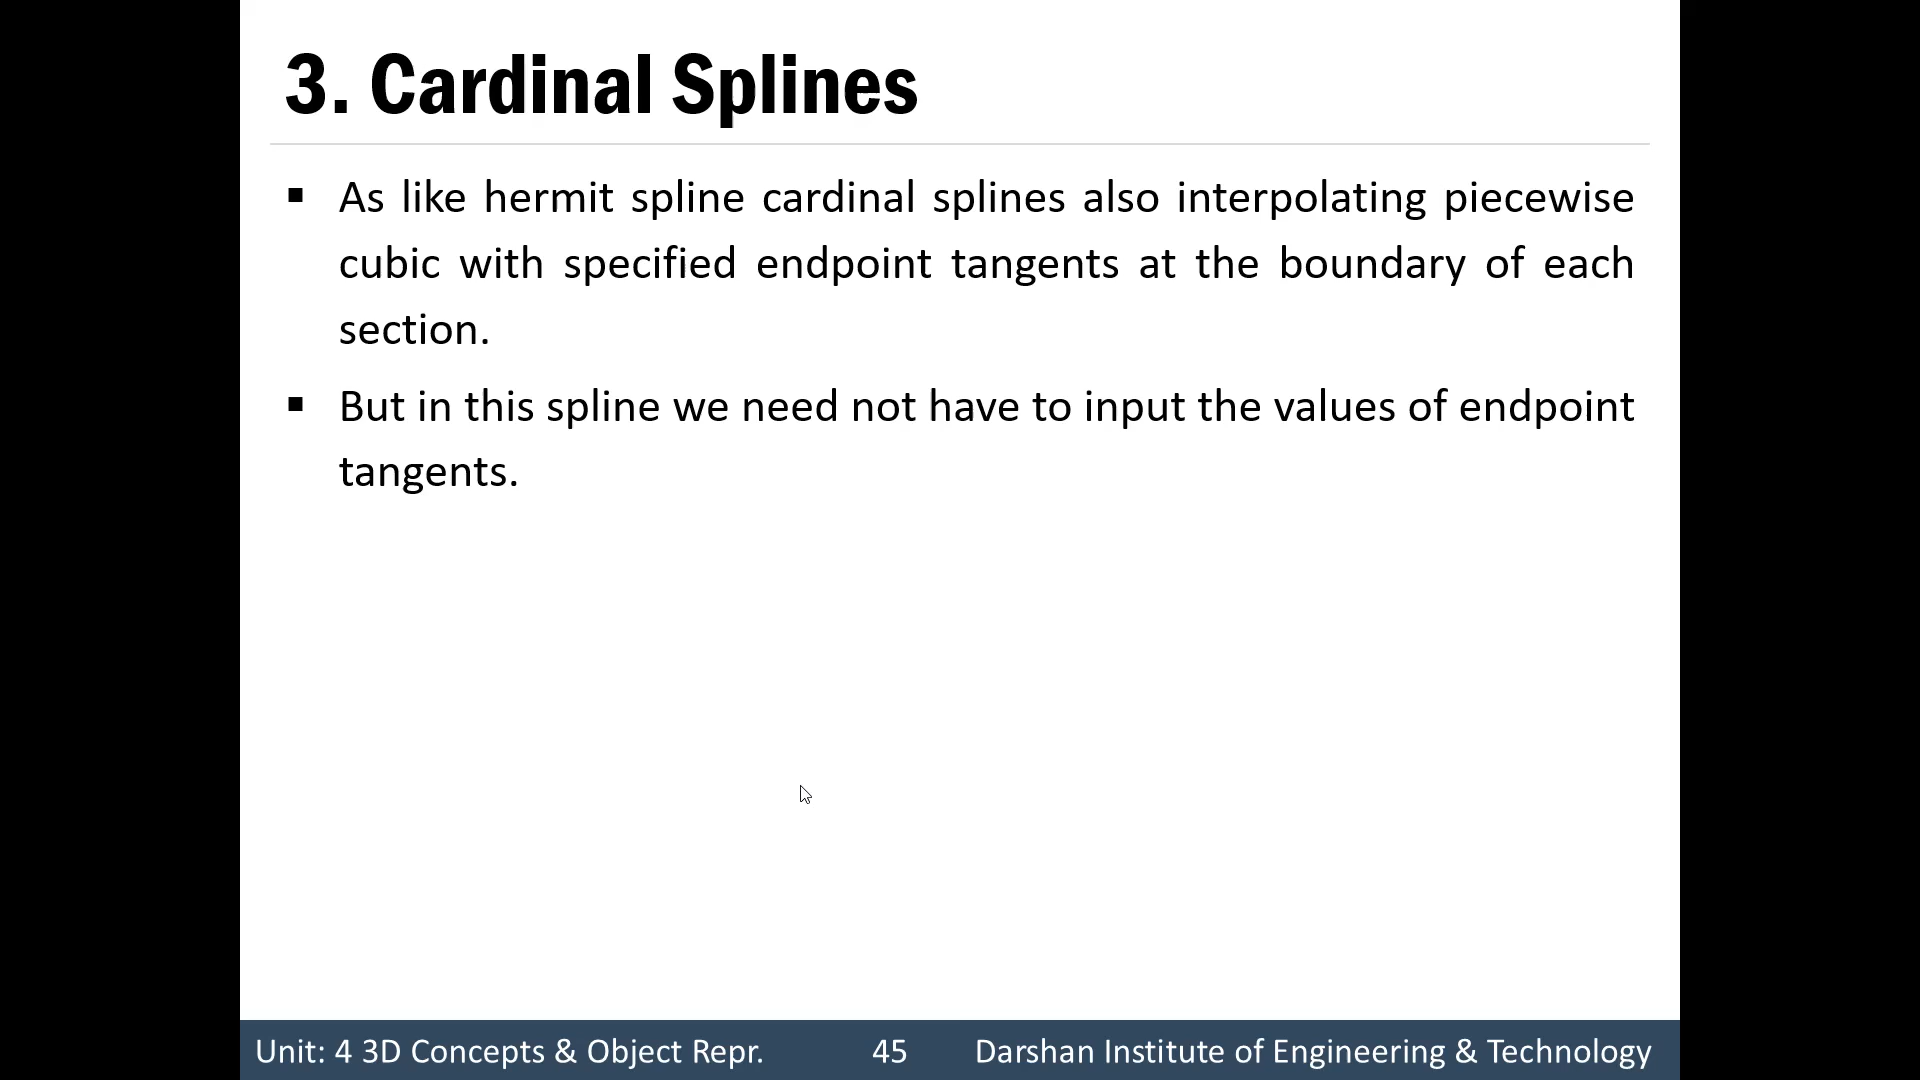 3. Cardinal Splines
▪ As like hermit spline cardinal splines also interpolating piecewise
cubic with specified endpoint tangents at the boundary of each
section.
▪ But in this spline we need not have to input the values of endpoint
tangents.
Unit: 4 3D Concepts & Object Repr. 45 Darshan Institute of Engineering & Technology